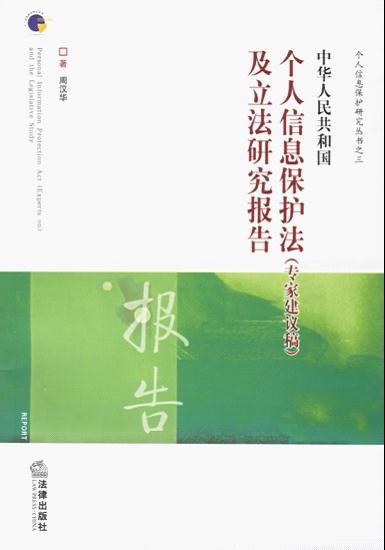 个人信息保护研究丛书之三
中华人民共和国
个人信息保护法(专家建议稿)
及立法研究报告
□著 周汉华
Personal Information Protection Act (Experts on)
and the Legislative Study
报告
REPORT
法律出版社
LAW PRESS·CHINA